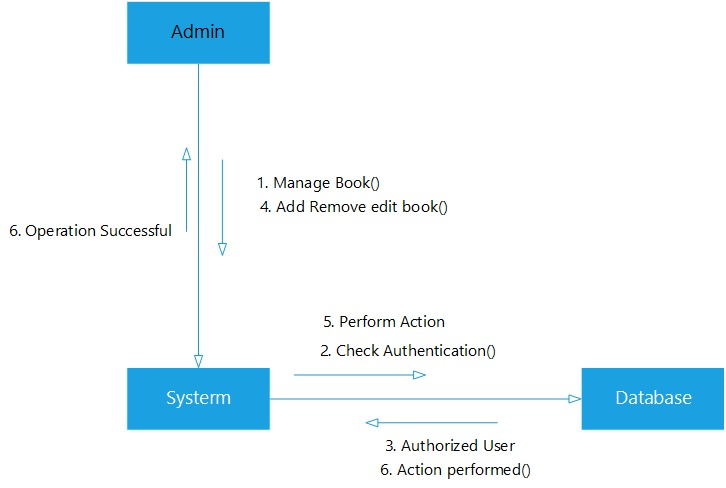 Admin
1. Manage Book()
4. Add Remove edit book()
6. Operation Successful
5. Perform Action
2. Check Authentication()
Systerm
Database
3. Authorized User
6. Action performed()